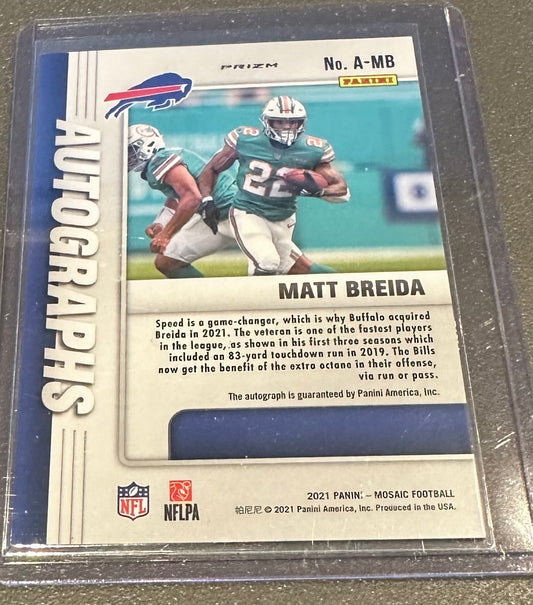 PRIZM
No. A-MB
PANINI
AUTOGRAPHS
22
MATT BREIDA
Speed is a game-changer, which is why Buffalo acquired
Breida in 2021. The veteran is one of the fastest players
in the league, as shown in his first three seasons which
included an 83-yard touchdown run in 2019. The Bills
now get the benefit of the extra octane in their offense,
via run or pass.
The autograph is guaranteed by Panini America, Inc.
NFL
NFLPA
2021 PANINI – MOSAIC FOOTBALL
帕尼尼 © 2021 Panini America, Inc. Produced in the USA.